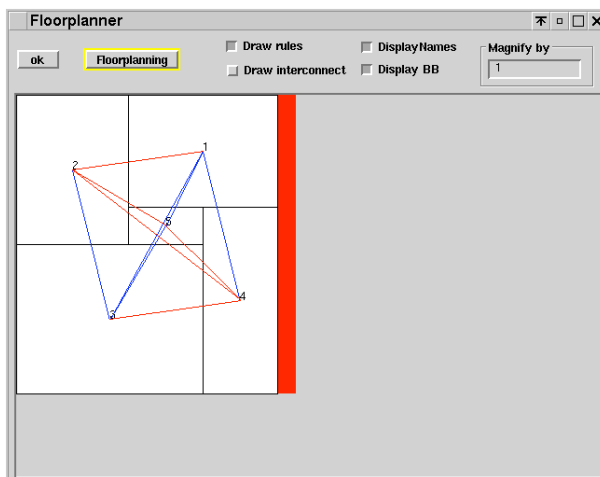 Floorplanner
ok
Floorplanning
Draw rules
Draw interconnect
DisplayNames
Display BB
Magnify by
1
1
2
5
4
3